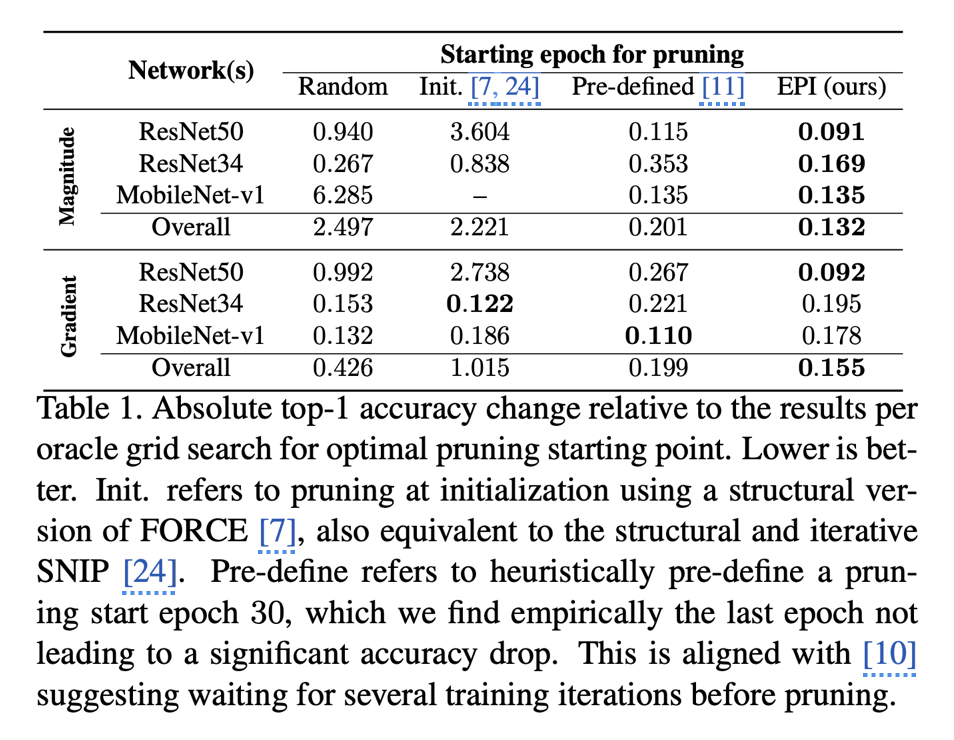 Starting epoch for pruning
Network(s)
Random Init. [7, 24] Pre-defined [11] EPI (ours)
Magnitude
ResNet50 0.940 3.604 0.115 0.091
ResNet34 0.267 0.838 0.353 0.169
MobileNet-v1 6.285 – 0.135 0.135
Overall 2.497 2.221 0.201 0.132
Gradient
ResNet50 0.992 2.738 0.267 0.092
ResNet34 0.153 0.122 0.221 0.195
MobileNet-v1 0.132 0.186 0.110 0.178
Overall 0.426 1.015 0.199 0.155
Table 1. Absolute top-1 accuracy change relative to the results per
oracle grid search for optimal pruning starting point. Lower is bet-
ter. Init. refers to pruning at initialization using a structural ver-
sion of FORCE [7], also equivalent to the structural and iterative
SNIP [24]. Pre-define refers to heuristically pre-define a prun-
ing start epoch 30, which we find empirically the last epoch not
leading to a significant accuracy drop. This is aligned with [10]
suggesting waiting for several training iterations before pruning.